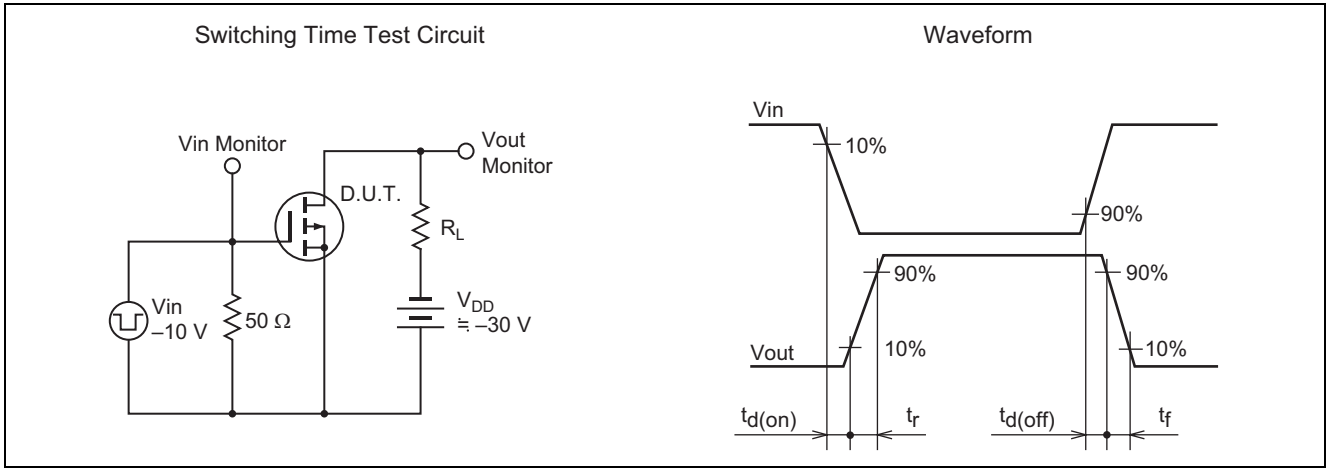 Switching Time Test Circuit
Vin Monitor
Vout
Monitor
D.U.T.
R_L
Vin
–10 V
50 Ω
V_DD
≒ –30 V
Waveform
Vin
10%
90%
90%
90%
Vout
10%
10%
t_d(on)
t_r
t_d(off)
t_f